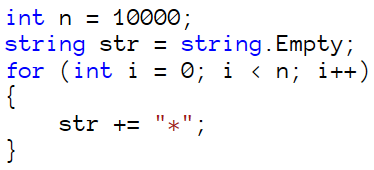 int n = 10000;
string str = string.Empty;
for (int i = 0; i < n; i++)
{
    str += "*";
}